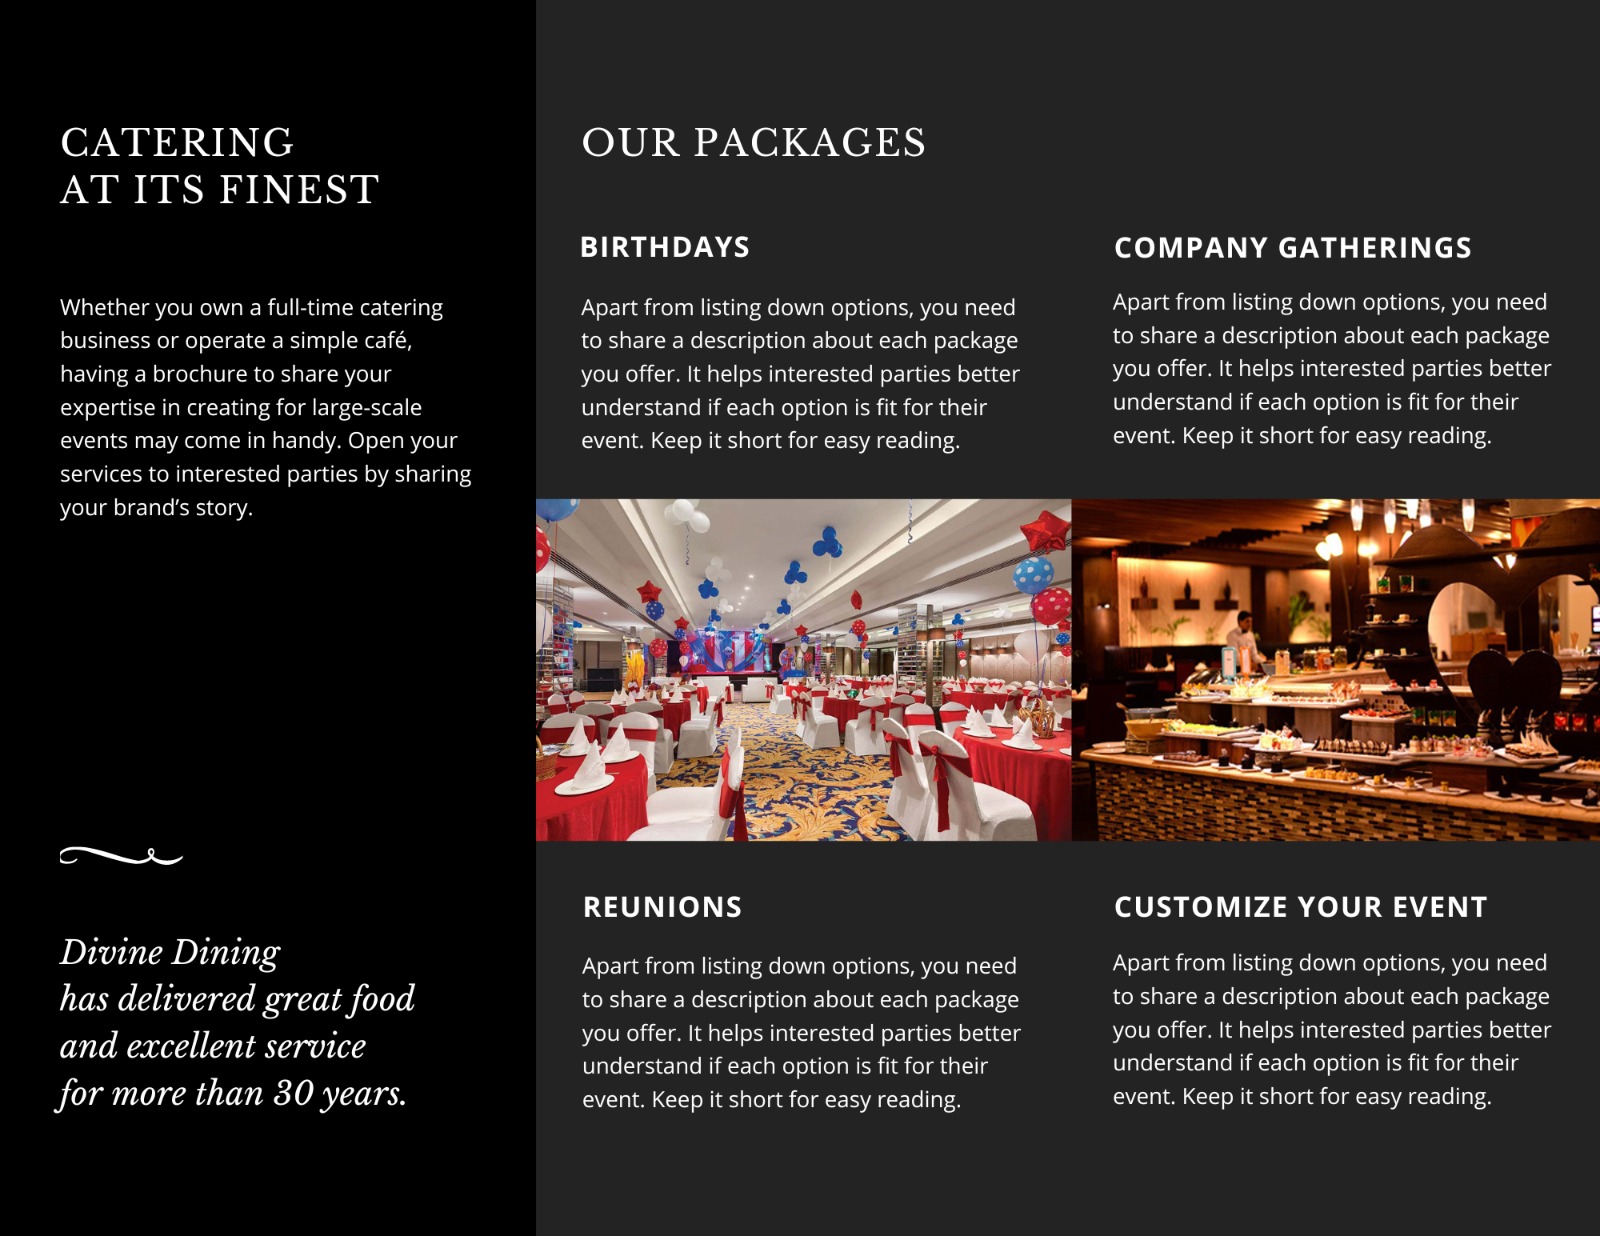 CATERING
AT ITS FINEST
Whether you own a full-time catering
business or operate a simple café,
having a brochure to share your
expertise in creating for large-scale
events may come in handy. Open your
services to interested parties by sharing
your brand’s story.
Divine Dining
has delivered great food
and excellent service
for more than 30 years.
OUR PACKAGES
BIRTHDAYS
Apart from listing down options, you need
to share a description about each package
you offer. It helps interested parties better
understand if each option is fit for their
event. Keep it short for easy reading.
COMPANY GATHERINGS
Apart from listing down options, you need
to share a description about each package
you offer. It helps interested parties better
understand if each option is fit for their
event. Keep it short for easy reading.
REUNIONS
Apart from listing down options, you need
to share a description about each package
you offer. It helps interested parties better
understand if each option is fit for their
event. Keep it short for easy reading.
CUSTOMIZE YOUR EVENT
Apart from listing down options, you need
to share a description about each package
you offer. It helps interested parties better
understand if each option is fit for their
event. Keep it short for easy reading.